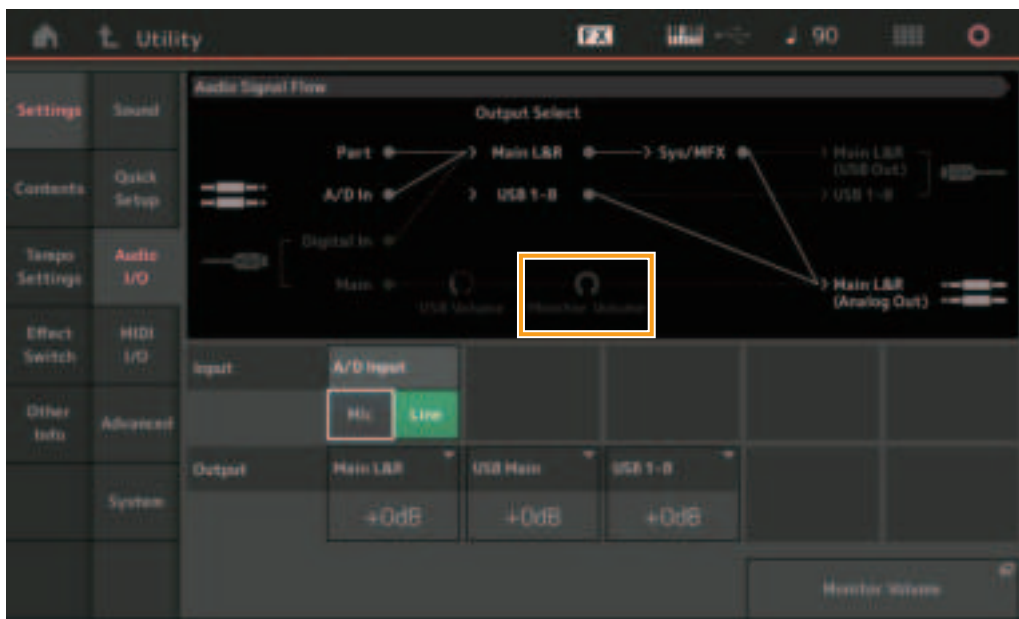 Utility
FX
90
Settings
Sound
Audio Signal Flow
Output Select
Part
Main L&R
Sys/MFX
Main L&R
(USB Out)
Contents
Quick
Setup
A/D In
USB 1-8
USB 1-8
Tempo
Settings
Audio
I/O
Digital In
Main
USB Volume
Monitor Volume
Main L&R
(Analog Out)
Effect
Switch
MIDI
I/O
Input
A/D Input
Mic
Line
Other
Info
Advanced
Output
Main L&R
USB Main
USB 1-8
System
+0dB
+0dB
+0dB
Monitor Volume